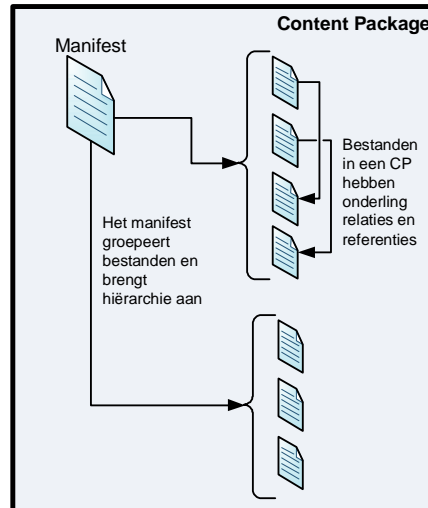 Content Package
Manifest
Bestanden
in een CP
hebben
onderling
relaties en
referenties
Het manifest
groepeert
bestanden en
brengt
hiërarchie aan